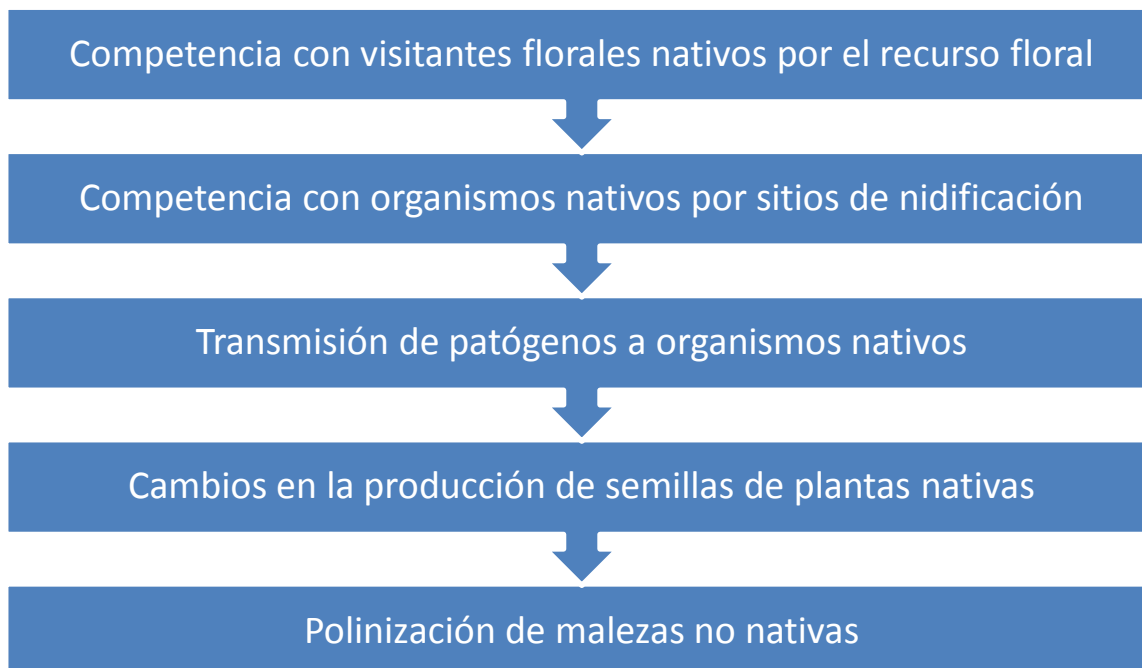 Competencia con visitantes florales nativos por el recurso floral
Competencia con organismos nativos por sitios de nidificación
Transmisión de patógenos a organismos nativos
Cambios en la producción de semillas de plantas nativas
Polinización de malezas no nativas